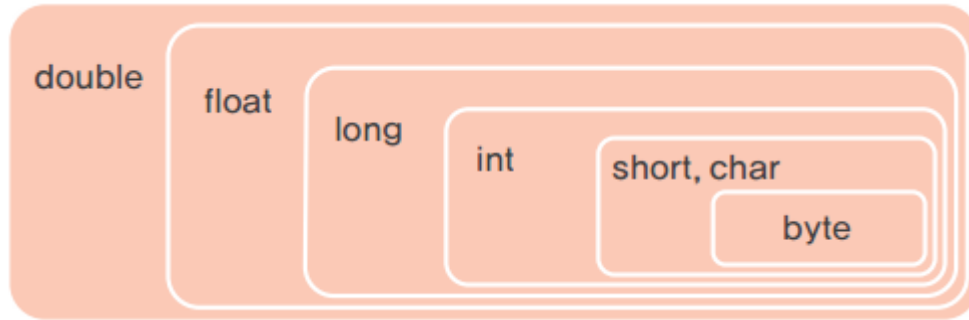 double
float
long
int
short, char
byte